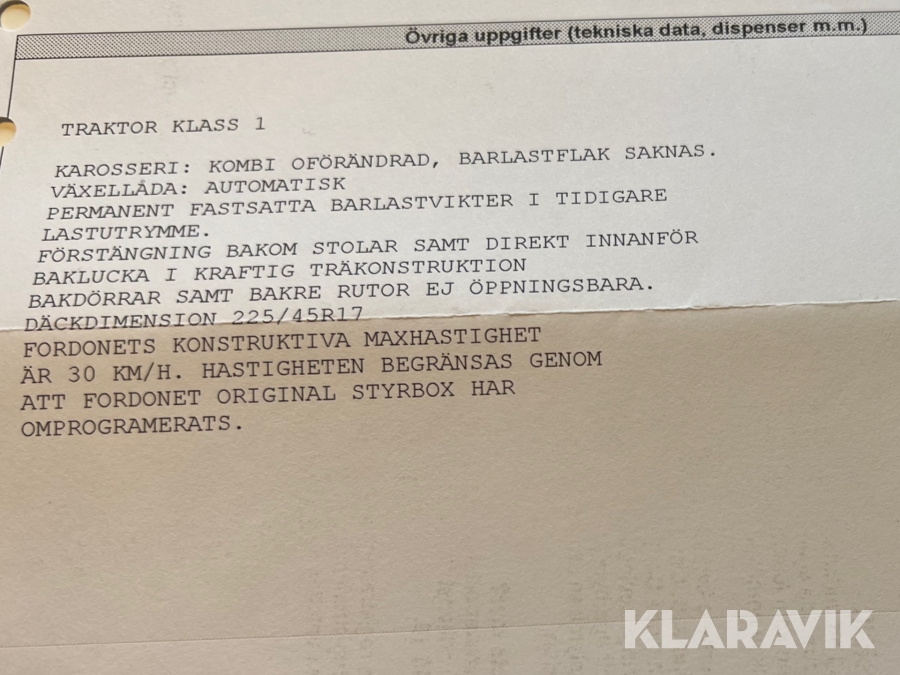 Övriga uppgifter (tekniska data, dispenser m.m.)
TRAKTOR KLASS 1
KAROSSERI: KOMBI OFÖRÄNDRAD, BARLASTFLAK SAKNAS.
VÄXELLÅDA: AUTOMATISK
PERMANENT FASTSATTA BARLASTVIKTER I TIDIGARE
LASTUTRYMME.
FÖRSTÄNGNING BAKOM STOLAR SAMT DIREKT INNANFÖR
BAKLUCKA I KRAFTIG TRÄKONSTRUKTION
BAKDÖRRAR SAMT BAKRE RUTOR EJ ÖPPNINGSBARA.
DÄCKDIMENSION 225/45R17
FORDONETS KONSTRUKTIVA MAXHASTIGHET
ÄR 30 KM/H. HASTIGHETEN BEGRÄNSAS GENOM
ATT FORDONET ORIGINAL STYRBOX HAR
OMPROGRAMERATS.
KLARAVIK